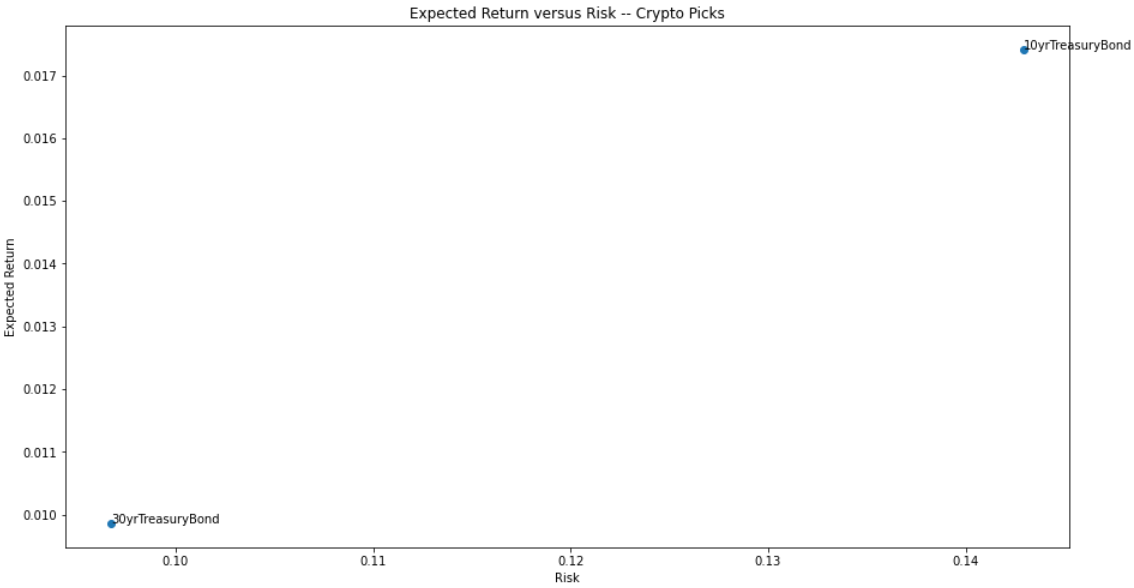 Expected Return versus Risk -- Crypto Picks
10yrTreasuryBond
0.017
0.016
0.015
0.014
0.013
0.012
0.011
0.010
Expected Return
30yrTreasuryBond
0.10
0.11
0.12
0.13
0.14
Risk